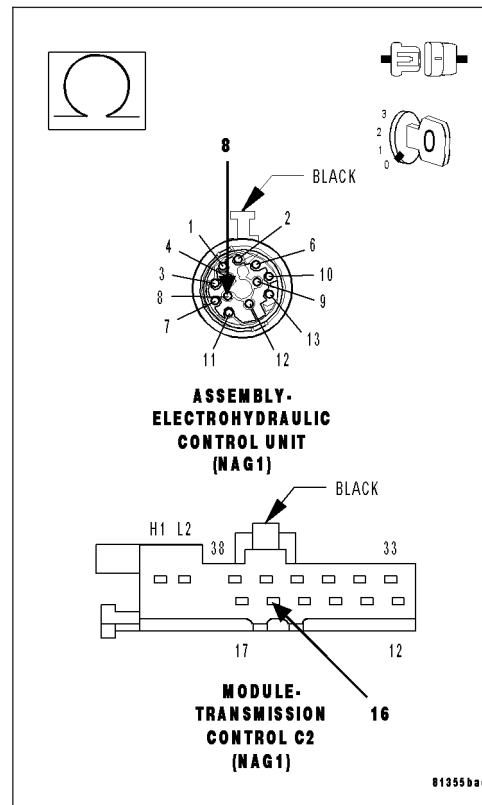 3
2
1
0
8
BLACK
1
2
4
6
3
10
8
9
7
13
11
12
ASSEMBLY-
ELECTROHYDRAULIC
CONTROL UNIT
(NAG1)
BLACK
H1 L2
38
33
17
12
MODULE-
TRANSMISSION
CONTROL C2
(NAG1)
16